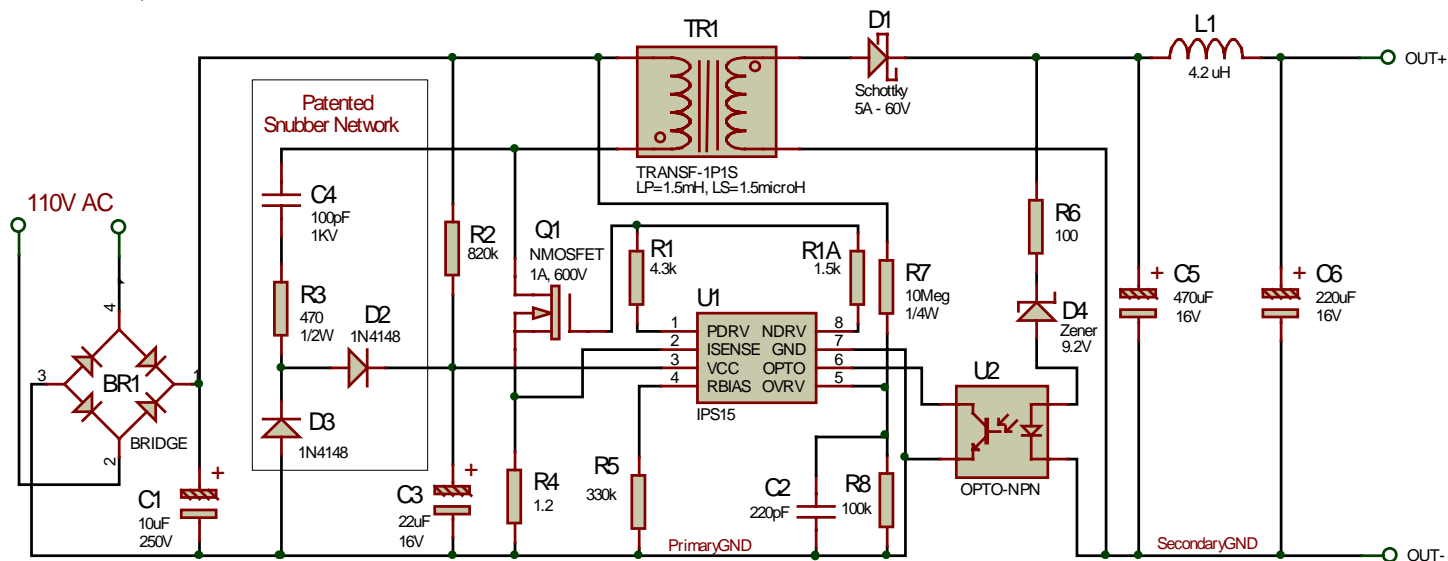 TR1
TRANSF-1P1S
LP=1.5mH, LS=1.5microH
D1
Schottky
5A - 60V
L1
4.2 uH
OUT+
Patented
Snubber Network
C4
100pF
1KV
R3
470
1/2W
D2
1N4148
D3
1N4148
110V AC
BR1
BRIDGE
4
3
1
2
C1
10uF
250V
+
R2
820k
C3
22uF
16V
+
Q1
NMOSFET
1A, 600V
R4
1.2
R1
4.3k
R1A
1.5k
R7
10Meg
1/4W
U1
1 PDRV NDRV 8
2 ISENSE GND 7
3 VCC OPTO 6
4 RBIAS OVRV 5
IPS15
R5
330k
C2
220pF
R8
100k
PrimaryGND
U2
OPTO-NPN
R6
100
D4
Zener
9.2V
C5
470uF
16V
+
C6
220uF
16V
+
SecondaryGND
OUT-